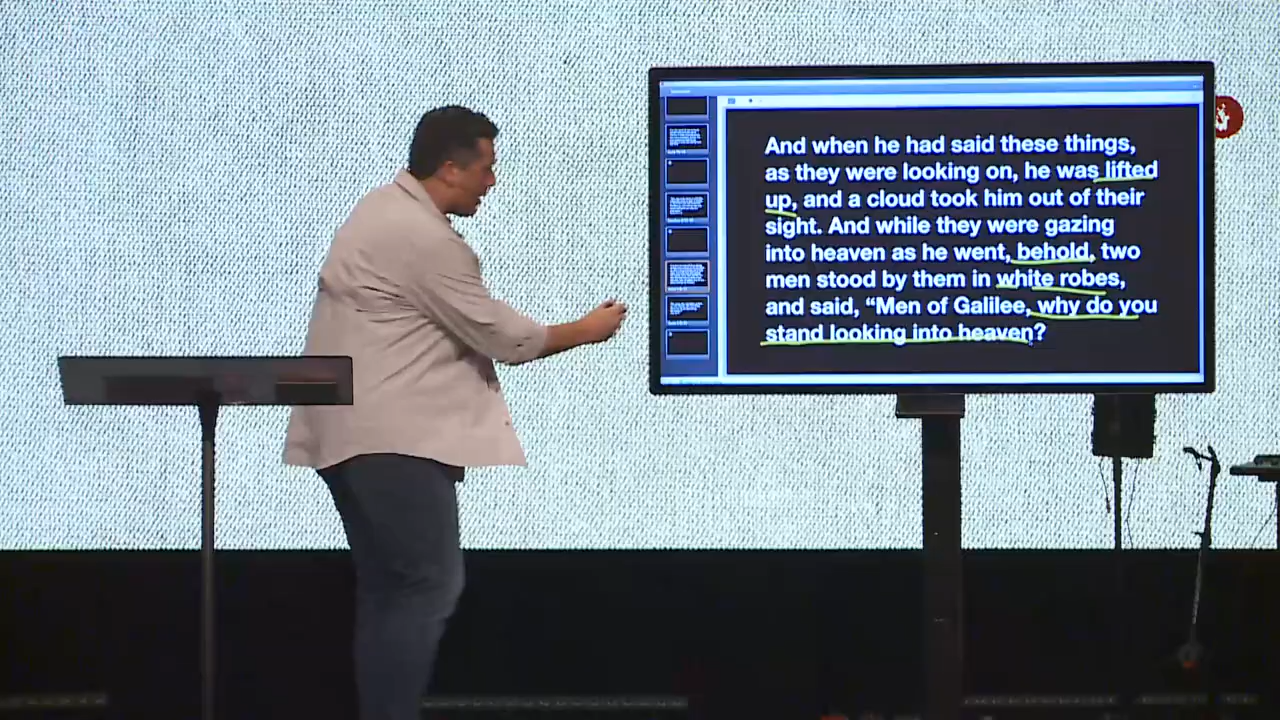 And when he had said these things,
as they were looking on, he was lifted
up, and a cloud took him out of their
sight. And while they were gazing
into heaven as he went, behold, two
men stood by them in white robes,
and said, “Men of Galilee, why do you
stand looking into heaven?